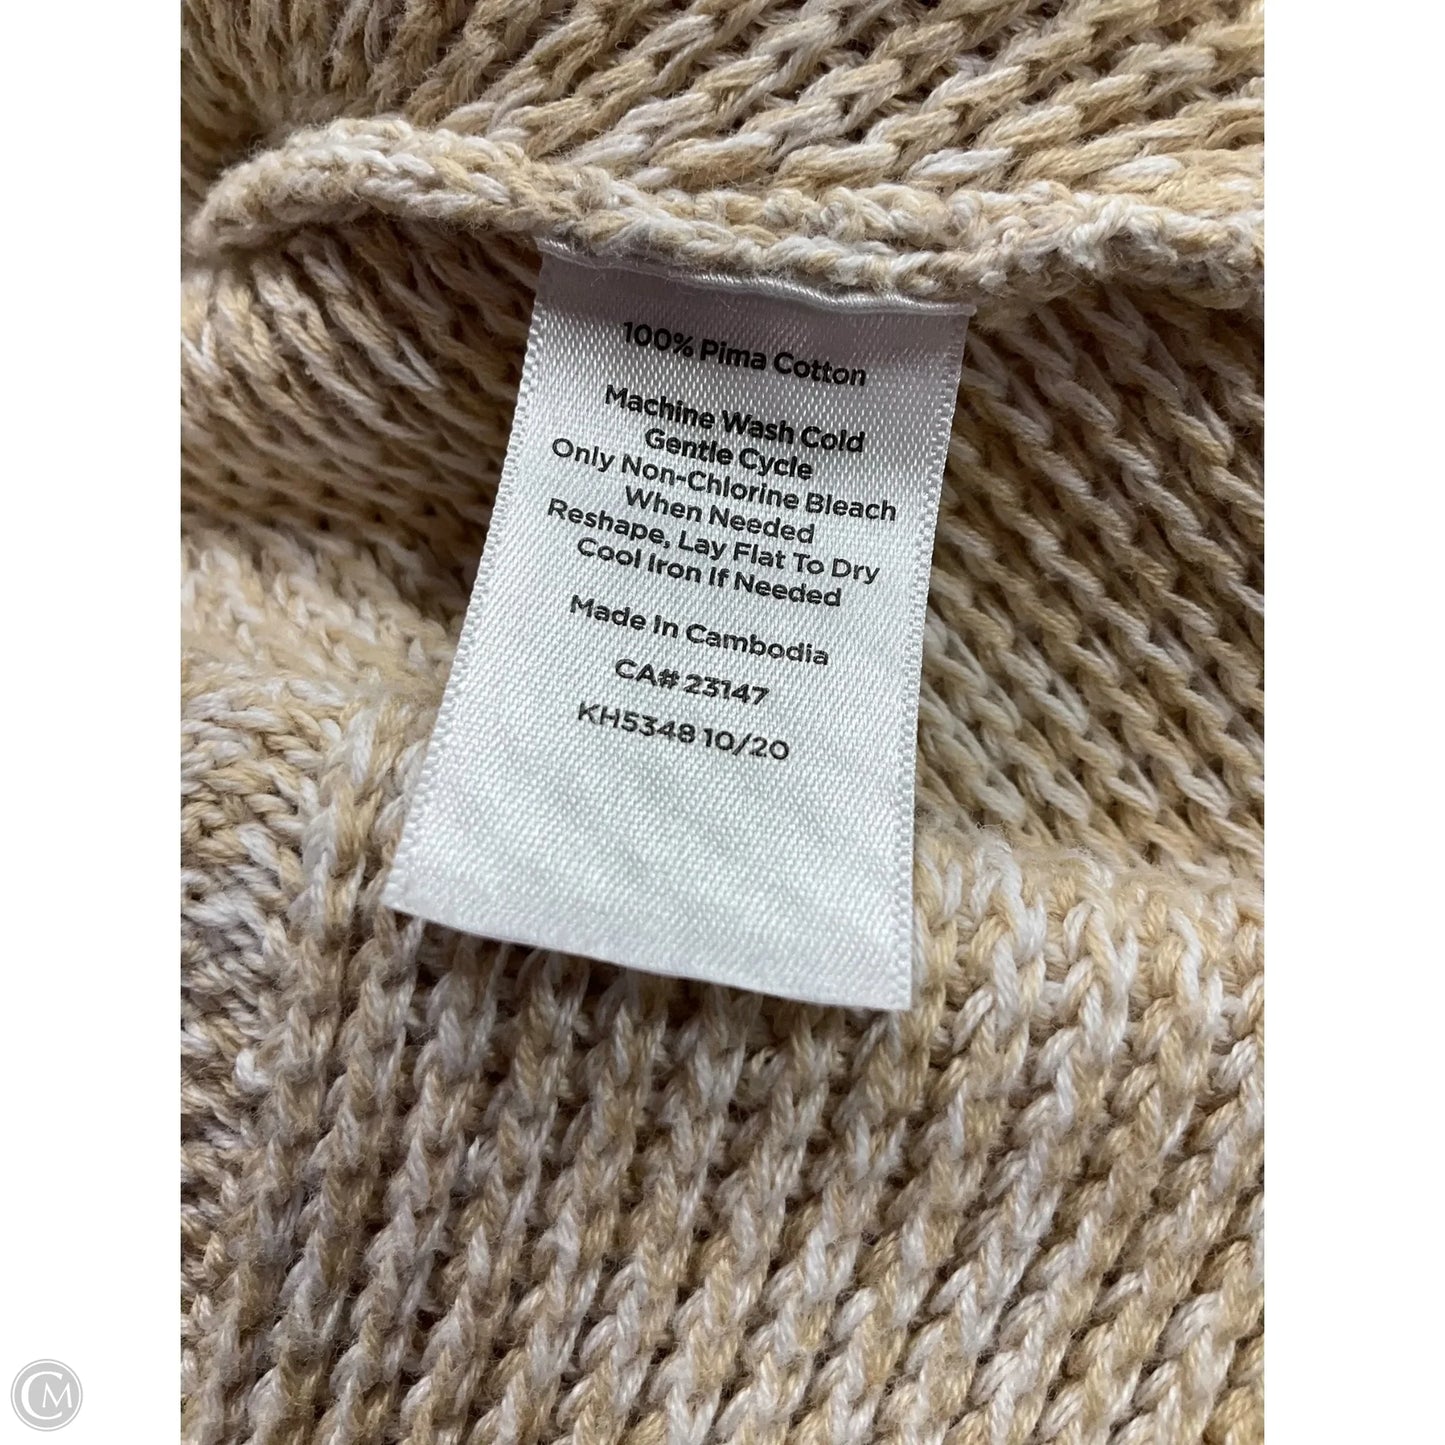 100% Pima Cotton
Machine Wash Cold
Gentle Cycle
Only Non-Chlorine Bleach
When Needed
Reshape, Lay Flat To Dry
Cool Iron If Needed
Made In Cambodia
CA# 23147
KH5348 10/20
CM